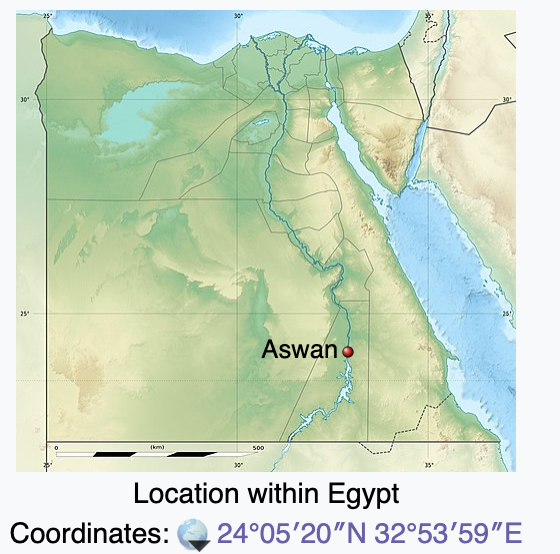 25° 30° 35°
30° 30°
25° 25°
Aswan
0 (km) 500
25° 30° 35°
Location within Egypt
Coordinates: 24°05′20″N 32°53′59″E